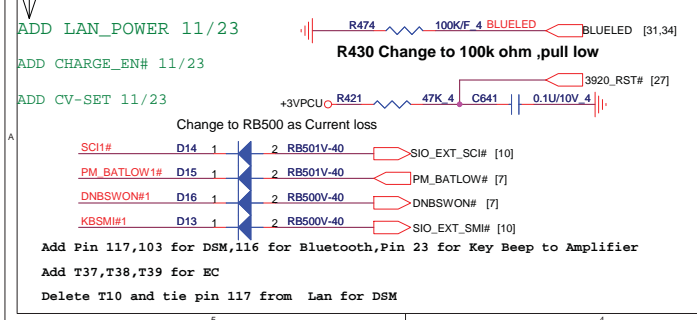 ADD LAN_POWER 11/23
R474 100K/F_4 BLUELED BLUELED [31,34]
R430 Change to 100k ohm ,pull low
ADD CHARGE_EN# 11/23
3920_RST# [27]
ADD CV-SET 11/23
+3VPCU R421 47K_4 C641 0.1U/10V_4
Change to RB500 as Current loss
A
SCI1# D14 1 2 RB501V-40 SIO_EXT_SCI# [10]
PM_BATLOW1# D15 1 2 RB501V-40 PM_BATLOW# [7]
DNBSWON#1 D16 1 2 RB500V-40 DNBSWON# [7]
KBSMI#1 D13 1 2 RB500V-40 SIO_EXT_SMI# [10]
Add Pin 117,103 for DSM,116 for Bluetooth,Pin 23 for Key Beep to Amplifier
Add T37,T38,T39 for EC
Delete T10 and tie pin 117 from Lan for DSM
5 4